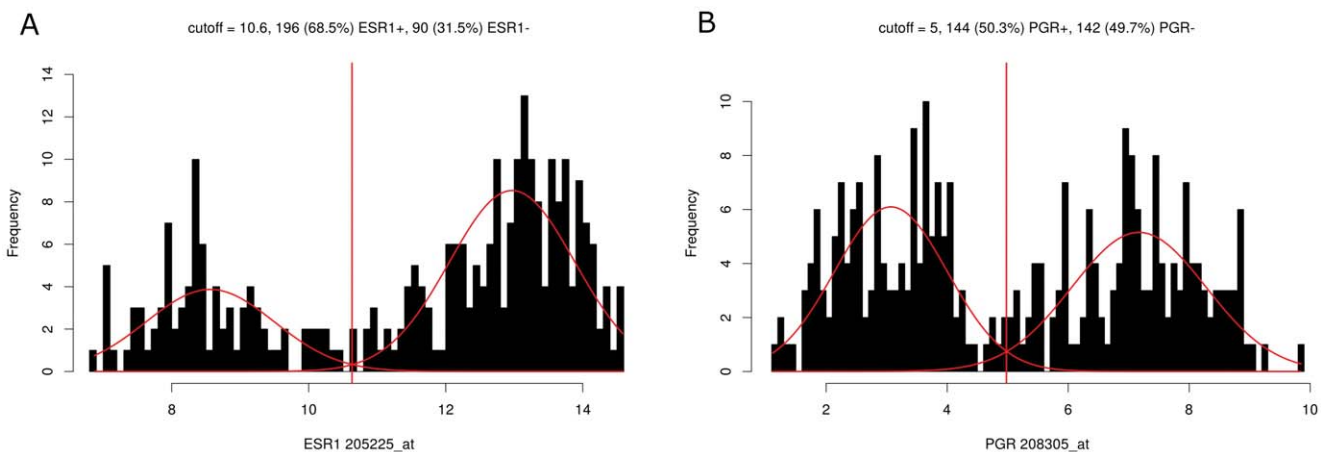 A
cutoff = 10.6, 196 (68.5%) ESR1+, 90 (31.5%) ESR1-
Frequency
14
12
10
8
6
4
2
0
8 10 12 14
ESR1 205225_at
B
cutoff = 5, 144 (50.3%) PGR+, 142 (49.7%) PGR-
Frequency
10
8
6
4
2
0
2 4 6 8 10
PGR 208305_at